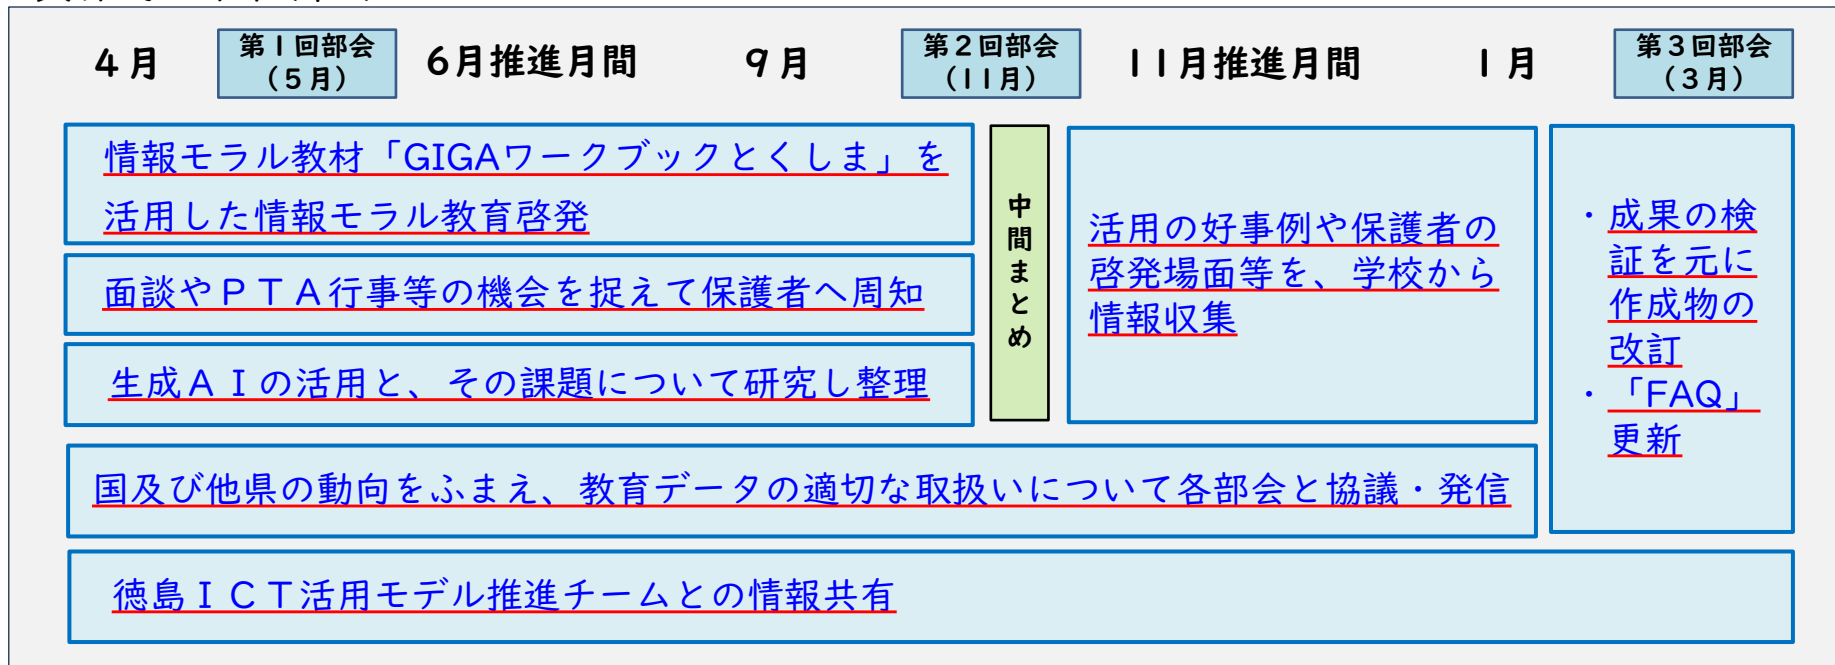 4月
第1回部会
(5月)
6月推進月間
9月
第2回部会
(11月)
11月推進月間
1月
第3回部会
(3月)
情報モラル教材「GIGAワークブックとくしま」を
活用した情報モラル教育啓発
面談やPTA行事等の機会を捉えて保護者へ周知
生成AIの活用と、その課題について研究し整理
中間まとめ
活用の好事例や保護者の
啓発場面等を、学校から
情報収集
・成果の検
証を元に
作成物の
改訂
・「FAQ」
更新
国及び他県の動向をふまえ、教育データの適切な取扱いについて各部会と協議・発信
徳島ICT活用モデル推進チームとの情報共有